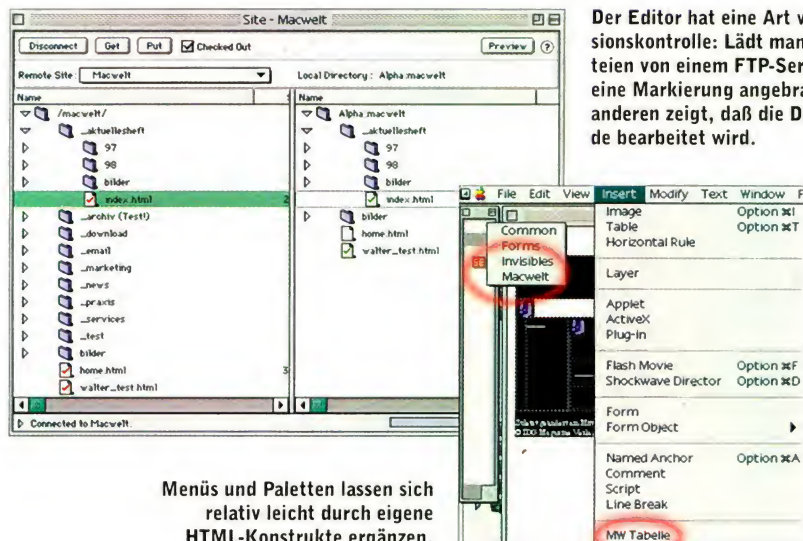 Site - Macwelt
Disconnect Get Put Checked Out Preview ?
Remote Site: Macwelt Local Directory: Alpha:macwelt
Name
/macwelt/
_aktuellesheft
97
98
bilder
index.html 2
_archiv (Test!)
_download
_email
_marketing
_news
_praxis
_services
_test
bilder
home.html 3
walter_test.html
Connected to Macwelt.
Name
Alpha:macwelt
_aktuellesheft
97
98
bilder
index.html
bilder
home.html
walter_test.html
Der Editor hat eine Art v
sionskontrolle: Lädt man
teien von einem FTP-Ser
eine Markierung angebra
anderen zeigt, daß die D
de bearbeitet wird.
File Edit View Insert Modify Text Window F
Common
Forms
Invisibles
Macwelt
Image Option ⌘I
Table Option ⌘T
Horizontal Rule
Layer
Applet
ActiveX
Plug-in
Flash Movie Option ⌘F
Shockwave Director Option ⌘D
Form
Form Object
Named Anchor Option ⌘A
Comment
Script
Line Break
MW Tabelle
Menüs und Paletten lassen sich
relativ leicht durch eigene
HTML-Konstrukte ergänzen.